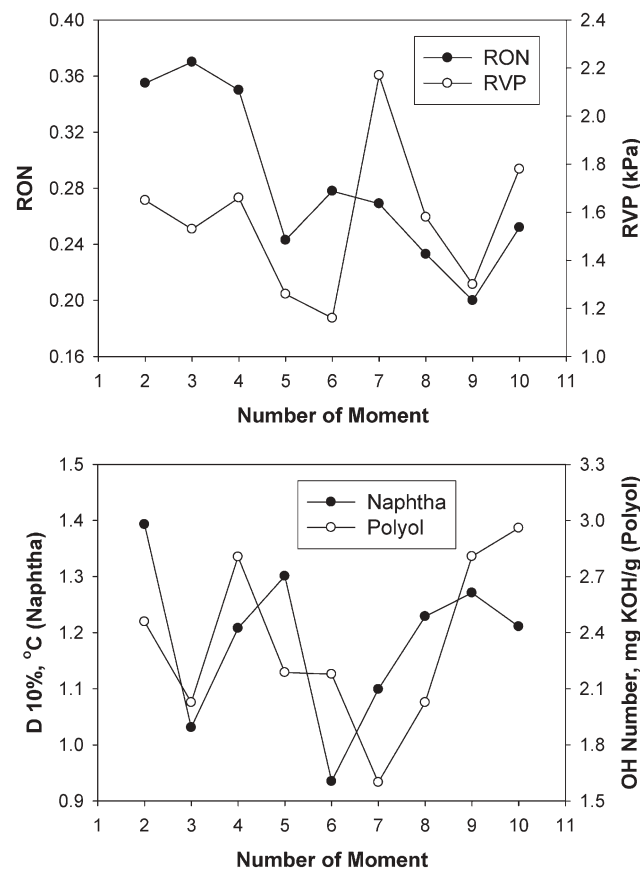 0.40
0.36
0.32
0.28
0.24
0.20
0.16
RON
2.4
2.2
2.0
1.8
1.6
1.4
1.2
1.0
RVP (kPa)
RON
RVP
1 2 3 4 5 6 7 8 9 10 11
Number of Moment
1.5
1.4
1.3
1.2
1.1
1.0
0.9
D 10%, °C (Naphtha)
3.3
3.0
2.7
2.4
2.1
1.8
1.5
OH Number, mg KOH/g (Polyol)
Naphtha
Polyol
1 2 3 4 5 6 7 8 9 10 11
Number of Moment